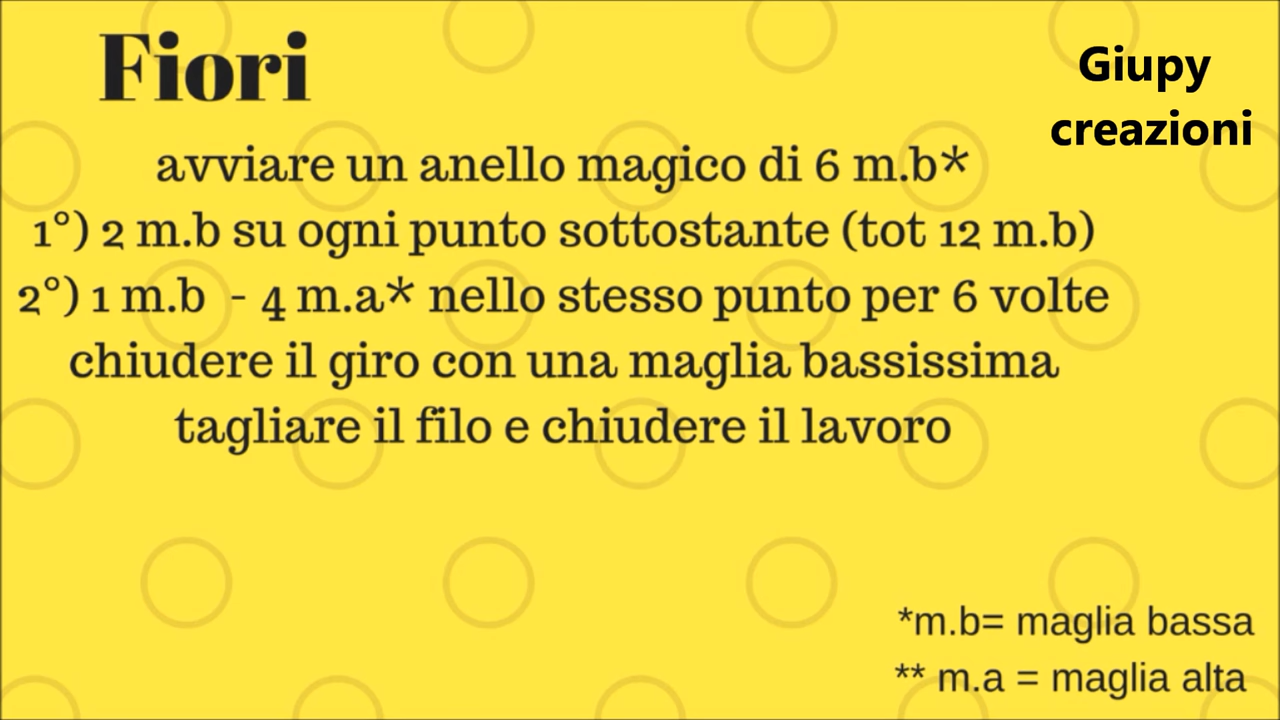 Fiori
Giupy
creazioni
avviare un anello magico di 6 m.b*
1°) 2 m.b su ogni punto sottostante (tot 12 m.b)
2°) 1 m.b - 4 m.a* nello stesso punto per 6 volte
chiudere il giro con una maglia bassissima
tagliare il filo e chiudere il lavoro
*m.b= maglia bassa
** m.a = maglia alta